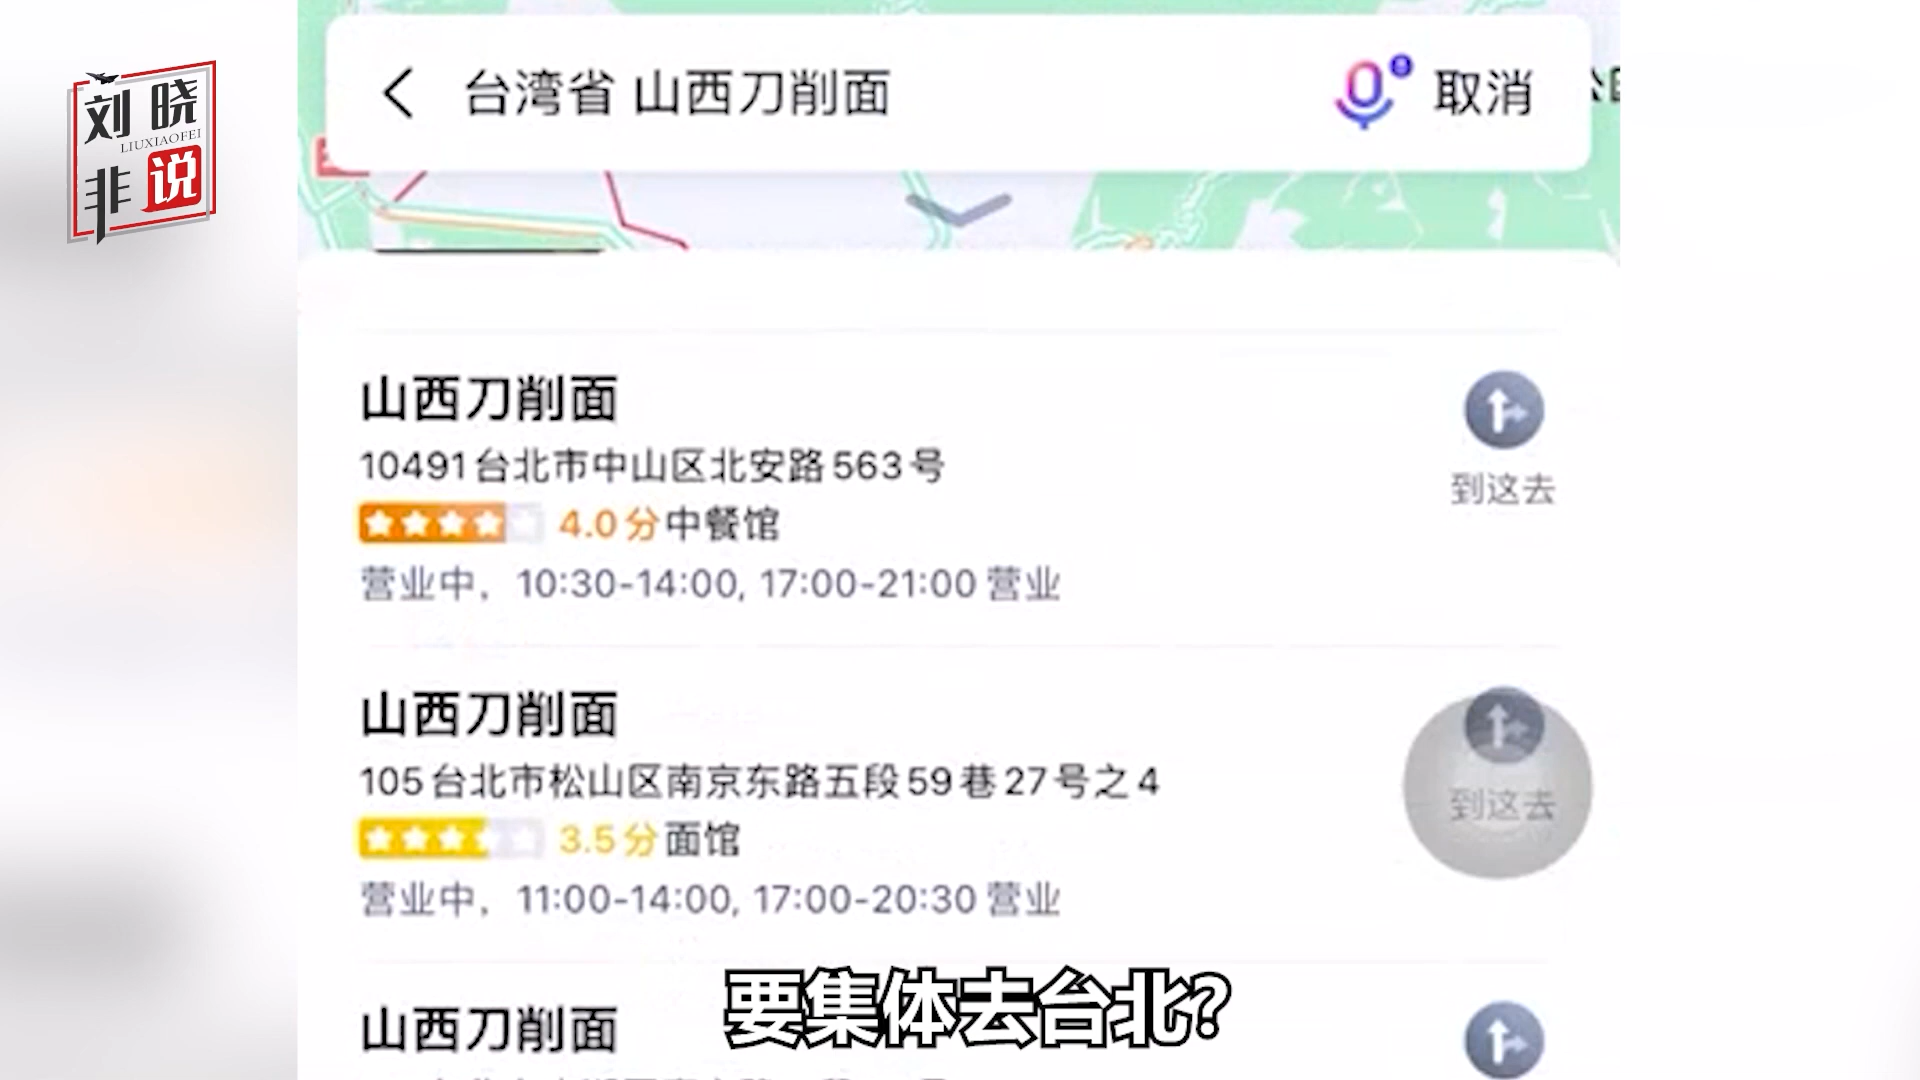 刘晓
LIUXIAOFEI
非说
台湾省 山西刀削面
取消
山西刀削面
10491台北市中山区北安路563号
到这去
4.0分 中餐馆
营业中，10:30-14:00, 17:00-21:00 营业
山西刀削面
105台北市松山区南京东路五段59巷27号之4
到这去
3.5分 面馆
营业中，11:00-14:00, 17:00-20:30 营业
山西刀削面
要集体去台北?